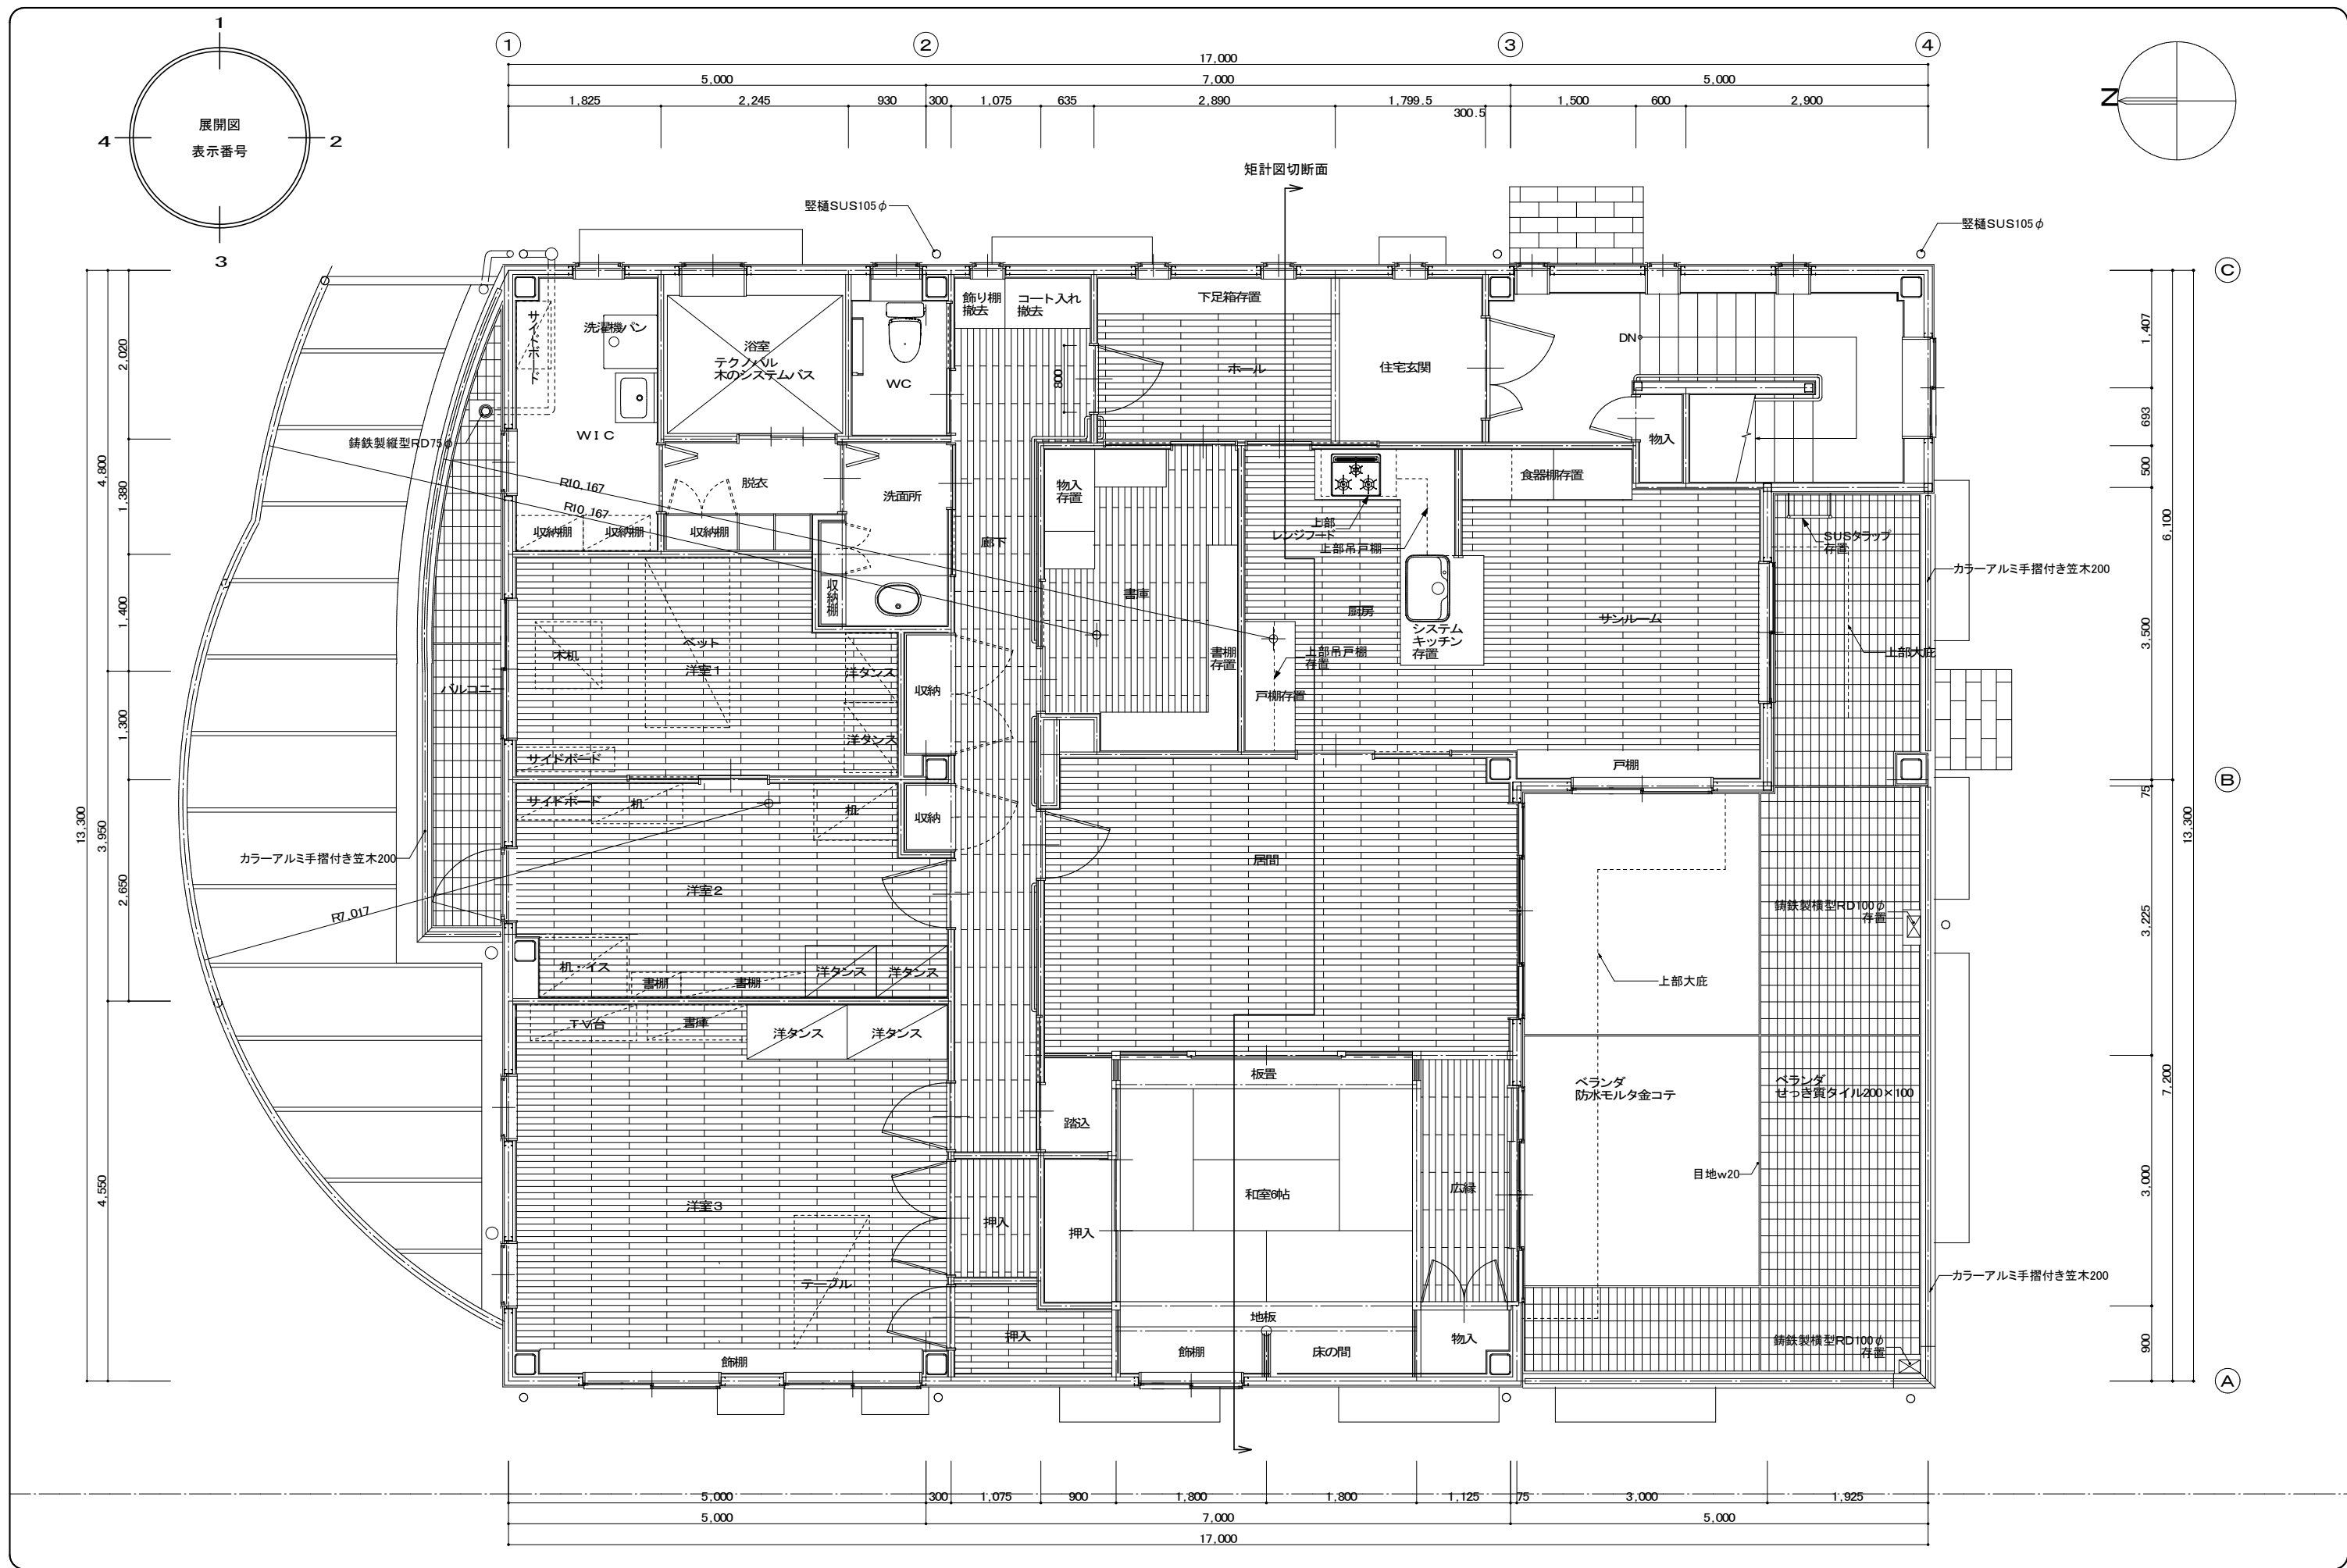 1
展開図
表示番号
4
2
3
①
②
③
④
17,000
5,000
7,000
5,000
1,825
2,245
930
300
1,075
635
2,890
1,799.5
300.5
1,500
600
2,900
Z
矩計図切断面
竪樋SUS105φ
竪樋SUS105φ
Ⓒ
Ⓑ
Ⓐ
サイドボード
洗濯機パン
浴室
テクノバル
木のシステムバス
WC
飾り棚
撤去
コート入れ
撤去
下足箱存置
ホール
800
住宅玄関
DN
物入
WIC
鋳鉄製縦型RD75φ
脱衣
洗面所
R10,167
R10,167
収納棚
収納棚
収納棚
収納棚
廊下
物入
存置
書庫
書棚
存置
上部
レンジフード
上部吊戸棚
食器棚存置
厨房
システム
キッチン
存置
サンルーム
上部吊戸棚
存置
戸棚存置
SUSタラップ
存置
カラーアルミ手摺付き笠木200
上部大庇
木机
ベット
洋室1
洋タンス
洋タンス
収納
バルコニー
サイドボード
戸棚
サイドボード
机
机
収納
カラーアルミ手摺付き笠木200
居間
洋室2
R7,017
鋳鉄製横型RD100φ
存置
机・イス
書棚
書棚
洋タンス
洋タンス
上部大庇
TV台
書庫
洋タンス
洋タンス
板畳
踏込
ベランダ
防水モルタ金コテ
ベランダ
せっき質タイル200×100
目地w20
洋室3
押入
押入
和室6帖
広縁
テーブル
カラーアルミ手摺付き笠木200
押入
地板
飾棚
床の間
物入
飾棚
鋳鉄製横型RD100φ
存置
2,020
1,380
1,400
1,300
2,650
4,800
3,950
4,550
13,300
1,407
693
500
3,500
75
3,225
3,000
900
6,100
7,200
13,300
5,000
300
1,075
900
1,800
1,800
1,125
75
3,000
1,925
5,000
7,000
5,000
17,000